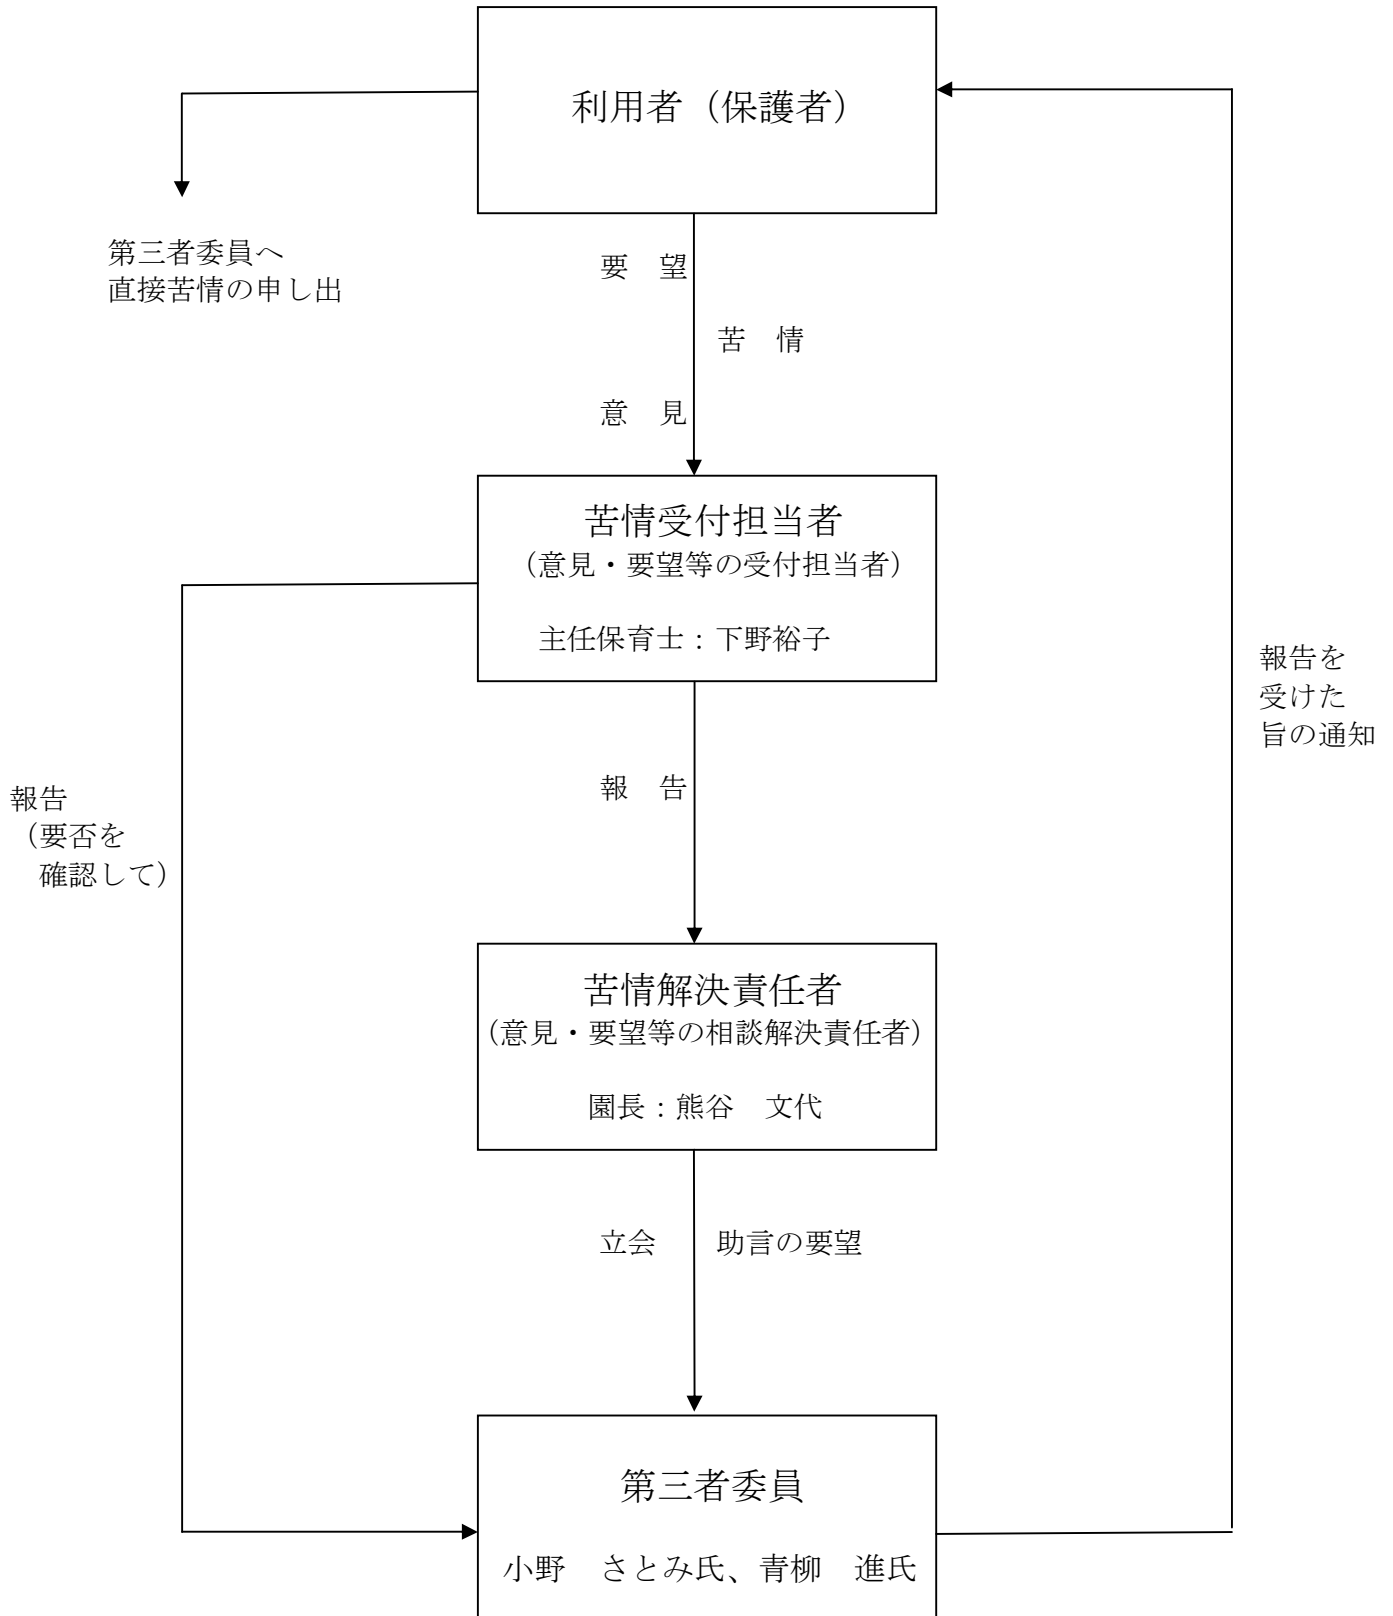 利用者（保護者）
第三者委員へ
直接苦情の申し出
要　望
苦　情
意　見
苦情受付担当者
（意見・要望等の受付担当者）
主任保育士：下野裕子
報告を
受けた
旨の通知
報　告
報告
（要否を
確認して）
苦情解決責任者
（意見・要望等の相談解決責任者）
園長：熊谷　文代
立会　助言の要望
第三者委員
小野　さとみ氏、青柳　進氏